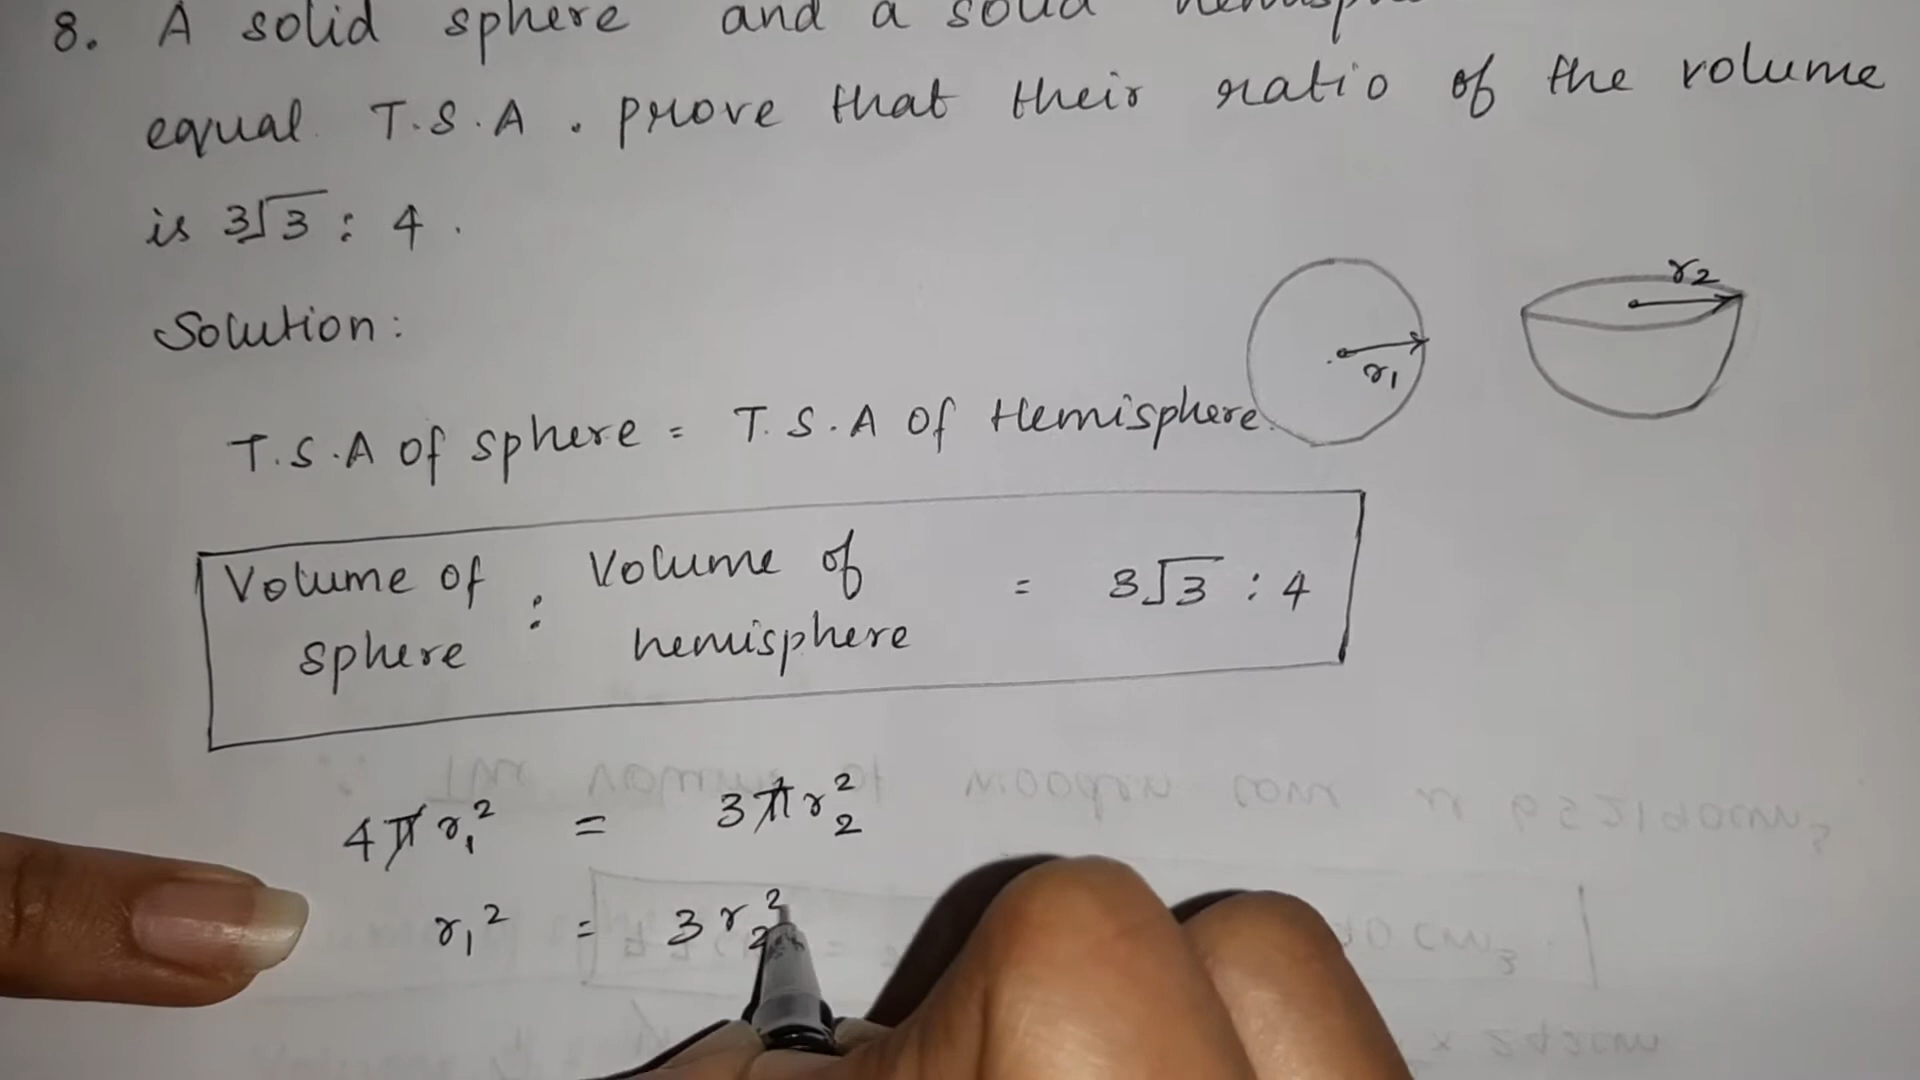 8. A solid sphere and a solid
equal T.S.A. prove that their ratio of the volume
is 3√3 : 4.
r2
Solution:
r1
T.S.A of sphere = T.S.A of Hemisphere
Volume of : Volume of = 3√3 : 4
sphere hemisphere
4πr₁² = 3πr₂²
r₁² = 3r₂²